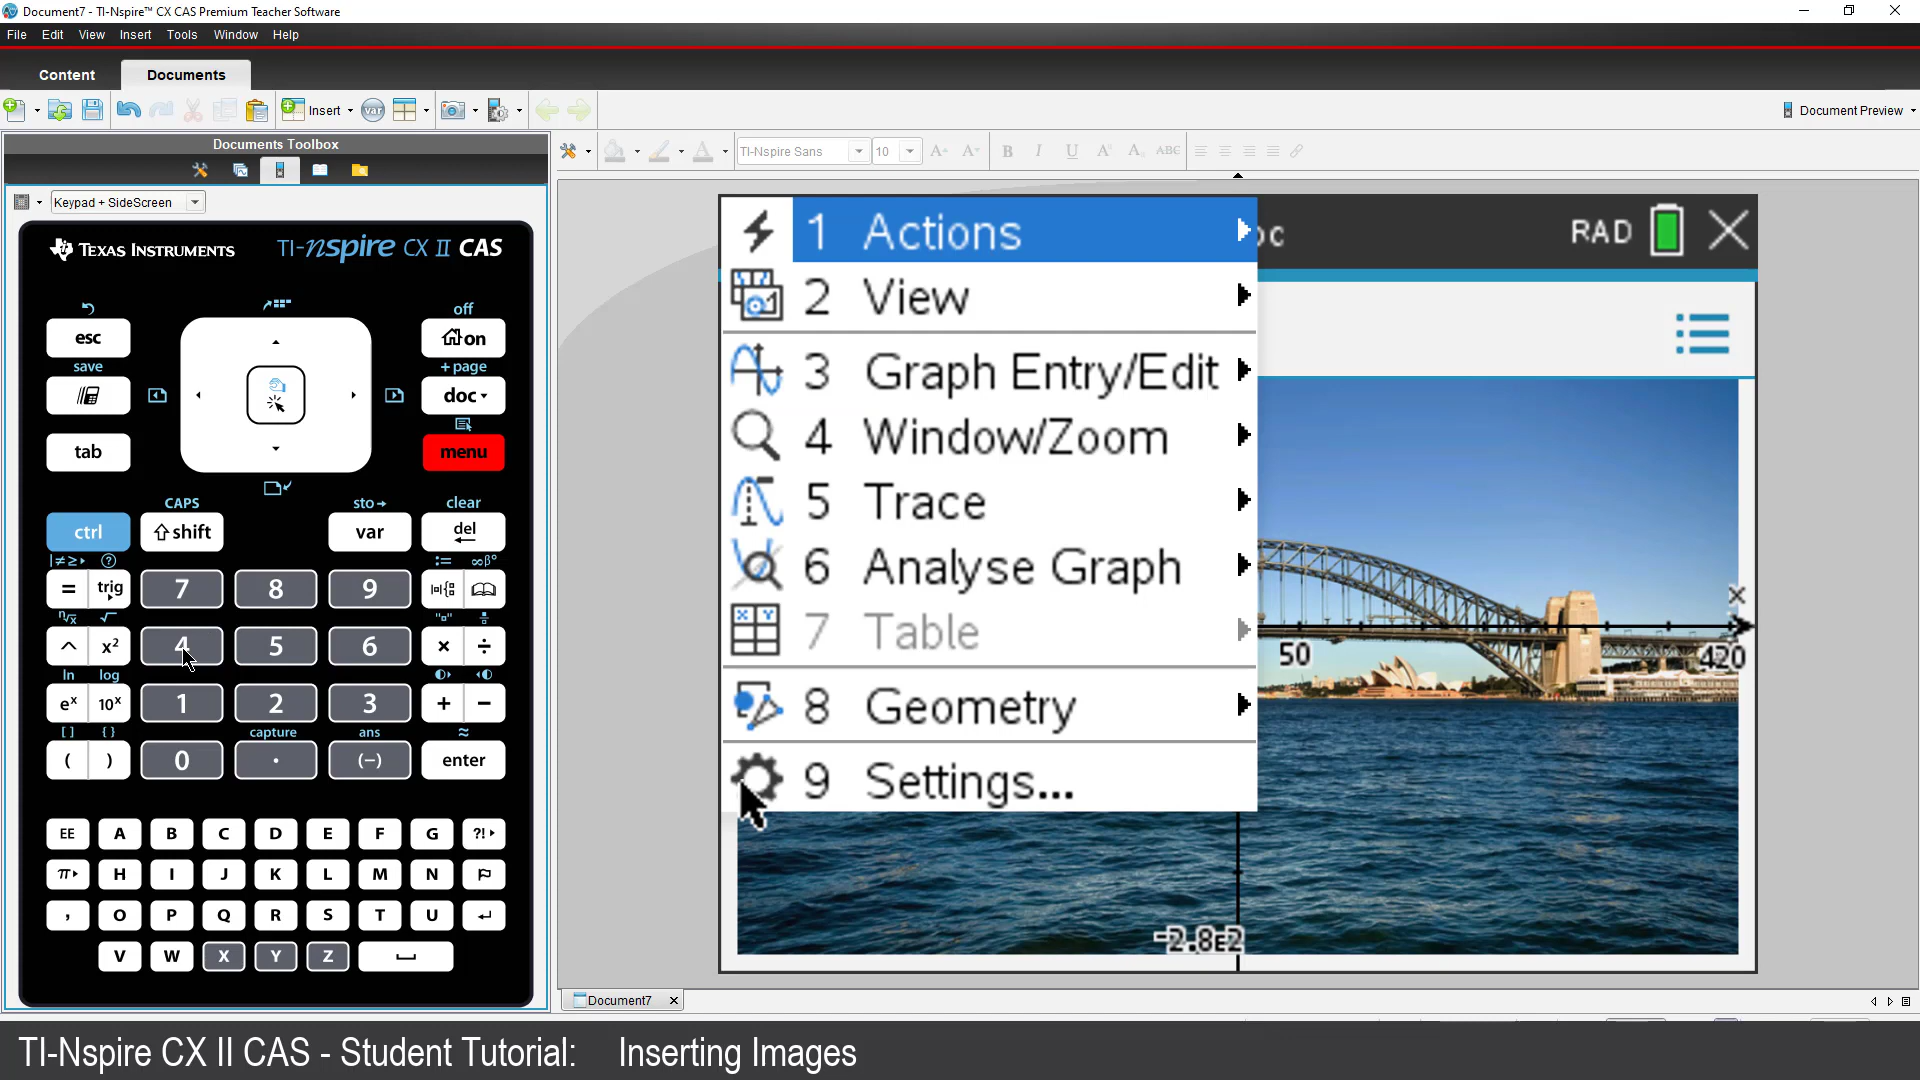 Document7 - TI-Nspire™ CX CAS Premium Teacher Software
File Edit View Insert Tools Window Help
Content Documents
Insert var Document Preview
Documents Toolbox
TI-Nspire Sans 10 A A B I U A A ABC
Keypad + SideScreen
TEXAS INSTRUMENTS TI-nspire CX II CAS
off
esc on
save +page
doc
tab menu
CAPS sto→ clear
ctrl shift var del
|≠≥▸ ? := ∞β°
= trig 7 8 9
ⁿ√x √
^ x² 4 5 6 × ÷
ln log
eˣ 10ˣ 1 2 3 + −
[ ] { } capture ans ≈
( ) 0 . (−) enter
EE A B C D E F G ?!▸
π▸ H I J K L M N
, O P Q R S T U
V W X Y Z
1 Actions
2 View
3 Graph Entry/Edit
4 Window/Zoom
5 Trace
6 Analyse Graph
7 Table
8 Geometry
9 Settings...
RAD
x
50 420
-2.8E2
Document7
TI-Nspire CX II CAS - Student Tutorial: Inserting Images